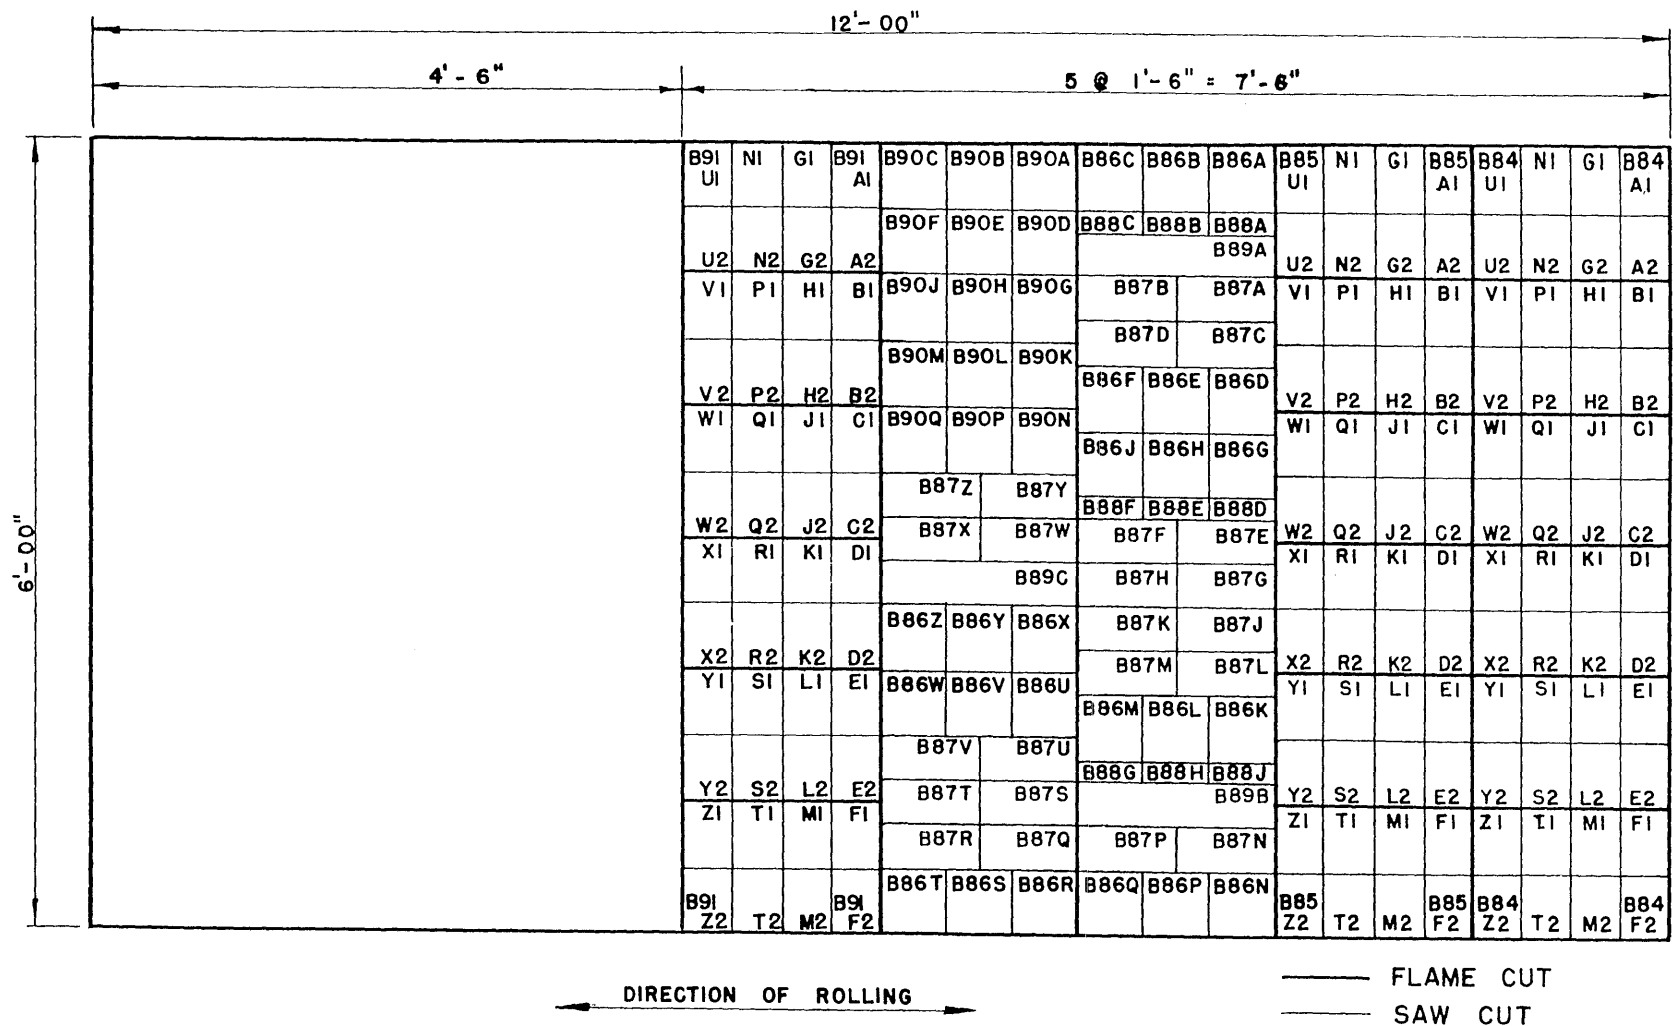 12'- 00"
4' - 6"
5 @ 1'-6" = 7'-6"
6'- 00"
B91 N1 G1 B91 B90C B90B B90A B86C B86B B86A B85 N1 G1 B85 B84 N1 G1 B84
U1 A1 U1 A1 U1 A1
B90F B90E B90D B88C B88B B88A
B89A
U2 N2 G2 A2 U2 N2 G2 A2 U2 N2 G2 A2
V1 P1 H1 B1 B90J B90H B90G B87B B87A V1 P1 H1 B1 V1 P1 H1 B1
B87D B87C
B90M B90L B90K
B86F B86E B86D
V2 P2 H2 B2 V2 P2 H2 B2 V2 P2 H2 B2
W1 Q1 J1 C1 B90Q B90P B90N W1 Q1 J1 C1 W1 Q1 J1 C1
B86J B86H B86G
B87Z B87Y
B88F B88E B88D
W2 Q2 J2 C2 B87X B87W B87F B87E W2 Q2 J2 C2 W2 Q2 J2 C2
X1 R1 K1 D1 X1 R1 K1 D1 X1 R1 K1 D1
B89C B87H B87G
B86Z B86Y B86X B87K B87J
X2 R2 K2 D2 B87M B87L X2 R2 K2 D2 X2 R2 K2 D2
Y1 S1 L1 E1 B86W B86V B86U Y1 S1 L1 E1 Y1 S1 L1 E1
B86M B86L B86K
B87V B87U
B88G B88H B88J
Y2 S2 L2 E2 B87T B87S B89B Y2 S2 L2 E2 Y2 S2 L2 E2
Z1 T1 M1 F1 Z1 T1 M1 F1 Z1 T1 M1 F1
B87R B87Q B87P B87N
B86T B86S B86R B86Q B86P B86N
B91 B91 B85 B85 B84 B84
Z2 T2 M2 F2 Z2 T2 M2 F2 Z2 T2 M2 F2
DIRECTION OF ROLLING
FLAME CUT
SAW CUT